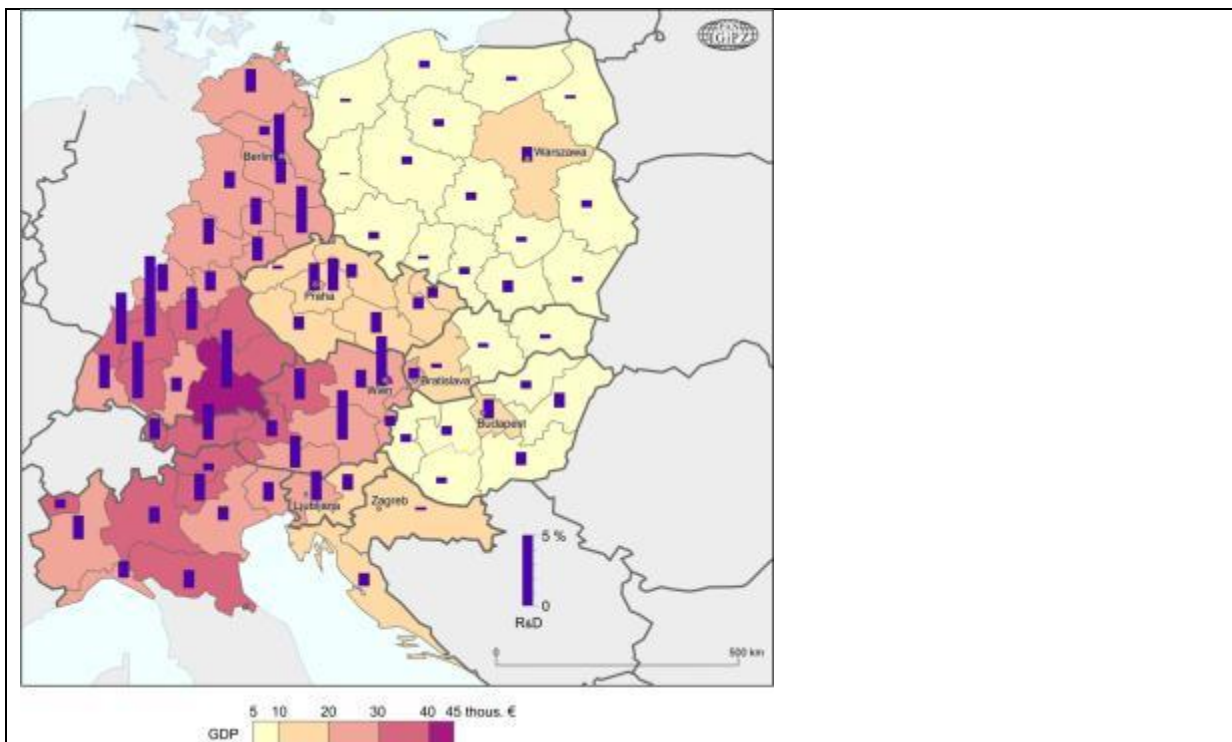 PAN
IGiPZ
Berlin
Warszawa
Praha
Wien
Bratislava
Budapest
Ljubljana
Zagreb
5 %
0
R&D
0 500 km
5 10 20 30 40 45 thous. €
GDP